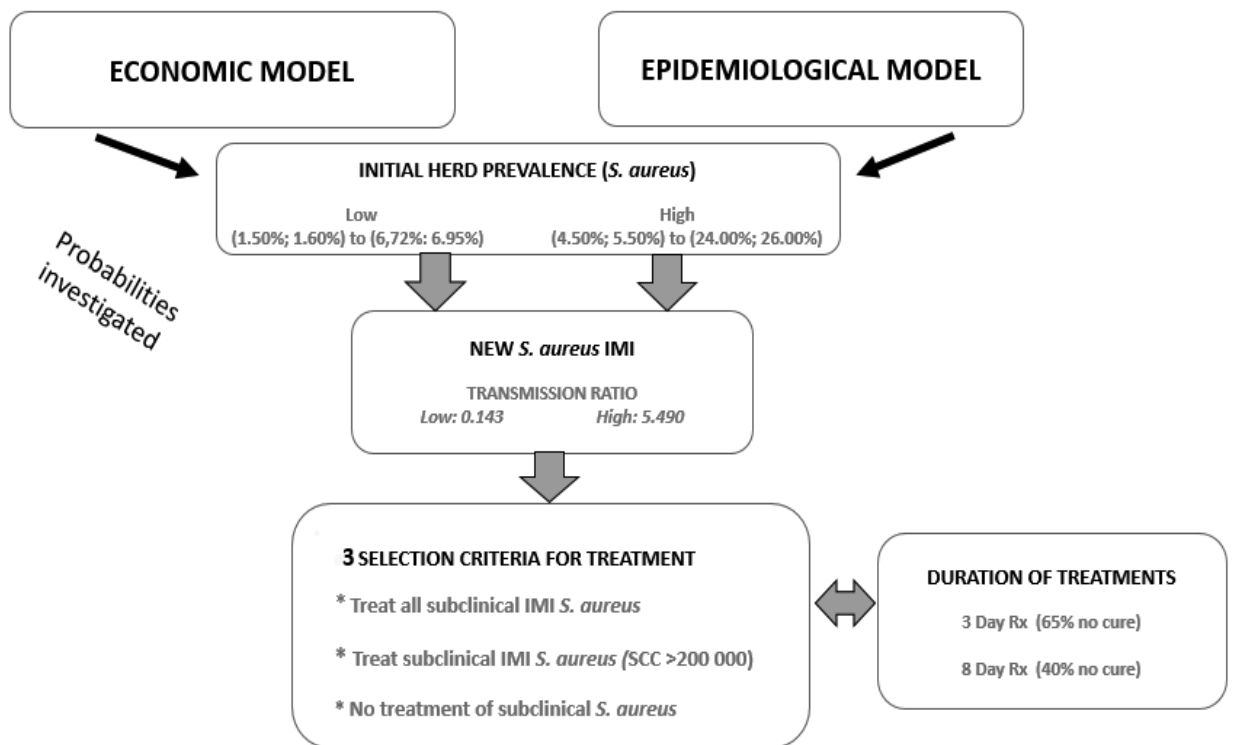 ECONOMIC MODEL
EPIDEMIOLOGICAL MODEL
INITIAL HERD PREVALENCE (S. aureus)
Low
(1.50%; 1.60%) to (6,72%: 6.95%)
High
(4.50%; 5.50%) to (24.00%; 26.00%)
Probabilities
investigated
NEW S. aureus IMI
TRANSMISSION RATIO
Low: 0.143
High: 5.490
3 SELECTION CRITERIA FOR TREATMENT
* Treat all subclinical IMI S. aureus
* Treat subclinical IMI S. aureus (SCC >200 000)
* No treatment of subclinical S. aureus
DURATION OF TREATMENTS
3 Day Rx (65% no cure)
8 Day Rx (40% no cure)